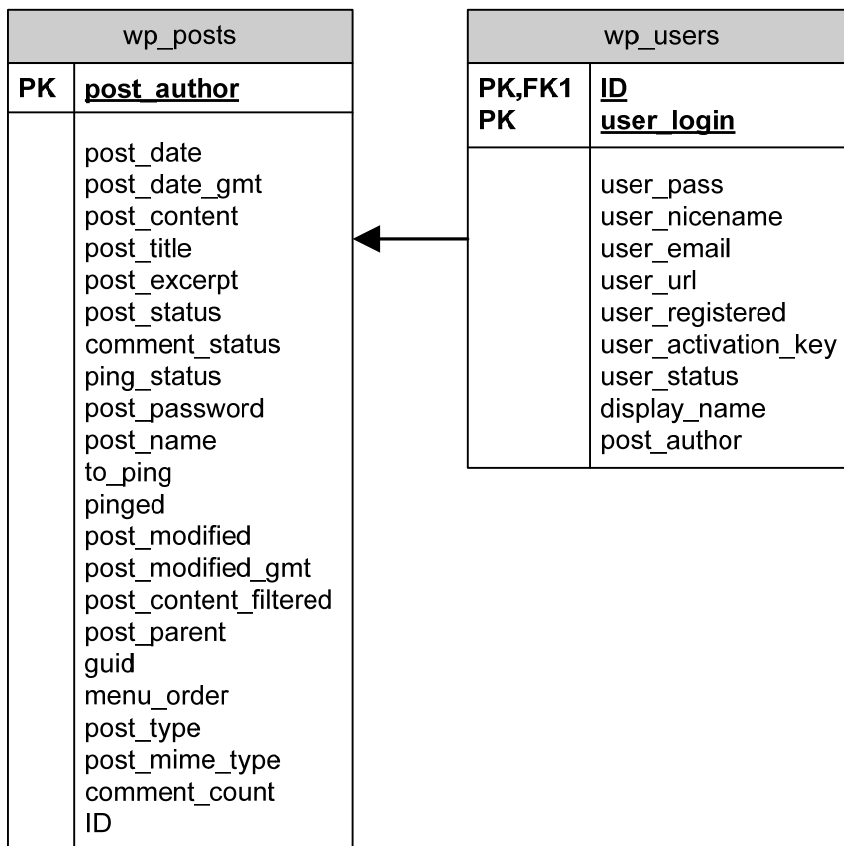 wp_posts
PK post_author
post_date
post_date_gmt
post_content
post_title
post_excerpt
post_status
comment_status
ping_status
post_password
post_name
to_ping
pinged
post_modified
post_modified_gmt
post_content_filtered
post_parent
guid
menu_order
post_type
post_mime_type
comment_count
ID
wp_users
PK,FK1 ID
PK user_login
user_pass
user_nicename
user_email
user_url
user_registered
user_activation_key
user_status
display_name
post_author